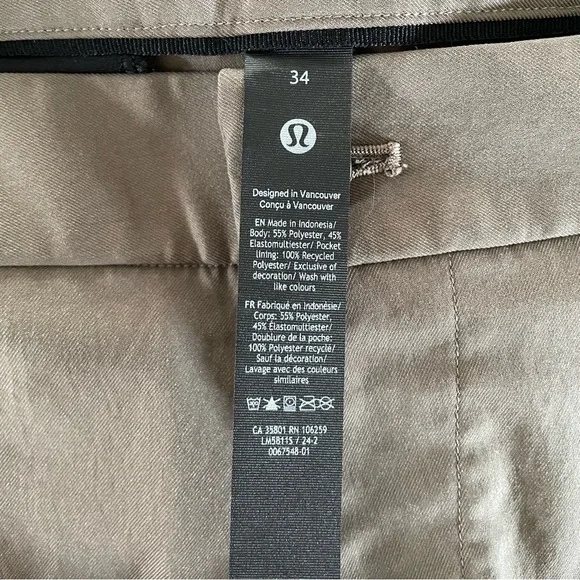 34
Designed in Vancouver
Conçu à Vancouver
EN Made in Indonesia/
Body: 55% Polyester, 45%
Elastomultiester/ Pocket
lining: 100% Recycled
Polyester/ Exclusive of
decoration/ Wash with
like colours
FR Fabriqué en Indonésie/
Corps: 55% Polyester,
45% Élastomultiester/
Doublure de la poche:
100% Polyester recyclé/
Sauf la décoration/
Lavage avec des couleurs
similaires
CA 35801 RN 106259
LM5811S / 24-2
0067548-01